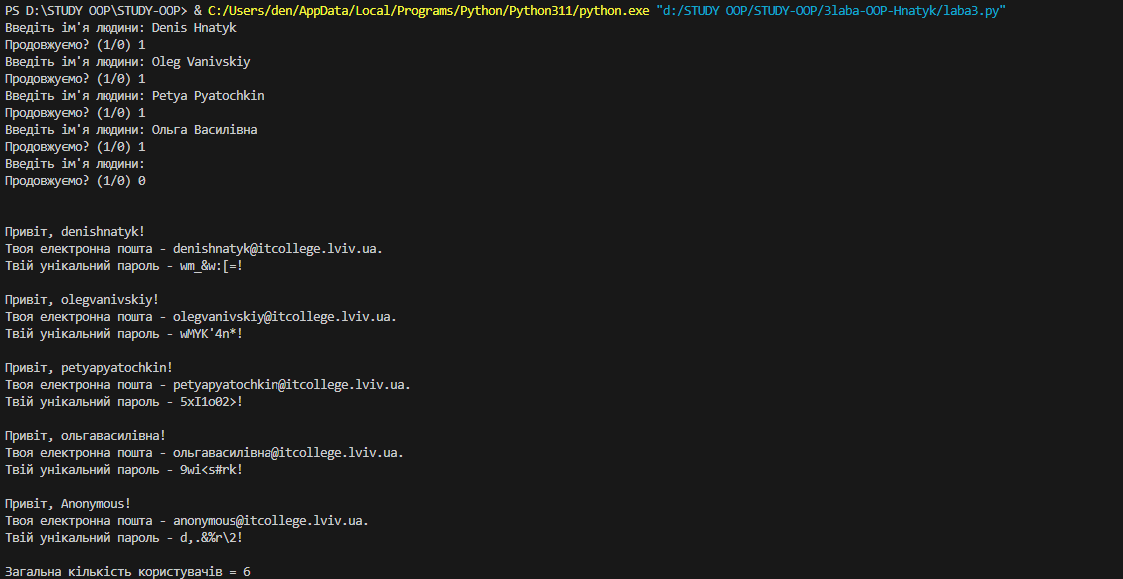 PS D:\STUDY OOP\STUDY-OOP> & C:/Users/den/AppData/Local/Programs/Python/Python311/python.exe "d:/STUDY OOP/STUDY-OOP/3laba-OOP-Hnatyk/laba3.py"
Введіть ім'я людини: Denis Hnatyk
Продовжуємо? (1/0) 1
Введіть ім'я людини: Oleg Vanivskiy
Продовжуємо? (1/0) 1
Введіть ім'я людини: Petya Pyatochkin
Продовжуємо? (1/0) 1
Введіть ім'я людини: Ольга Василівна
Продовжуємо? (1/0) 1
Введіть ім'я людини:
Продовжуємо? (1/0) 0
Привіт, denishnatyk!
Твоя електронна пошта - denishnatyk@itcollege.lviv.ua.
Твій унікальний пароль - wm_&w:[=!
Привіт, olegvanivskiy!
Твоя електронна пошта - olegvanivskiy@itcollege.lviv.ua.
Твій унікальний пароль - wMYK'4n*!
Привіт, petyapyatochkin!
Твоя електронна пошта - petyapyatochkin@itcollege.lviv.ua.
Твій унікальний пароль - 5xI1o02>!
Привіт, ольгавасилівна!
Твоя електронна пошта - ольгавасилівна@itcollege.lviv.ua.
Твій унікальний пароль - 9wi<s#rk!
Привіт, Anonymous!
Твоя електронна пошта - anonymous@itcollege.lviv.ua.
Твій унікальний пароль - d,.&%r\2!
Загальна кількість користувачів = 6